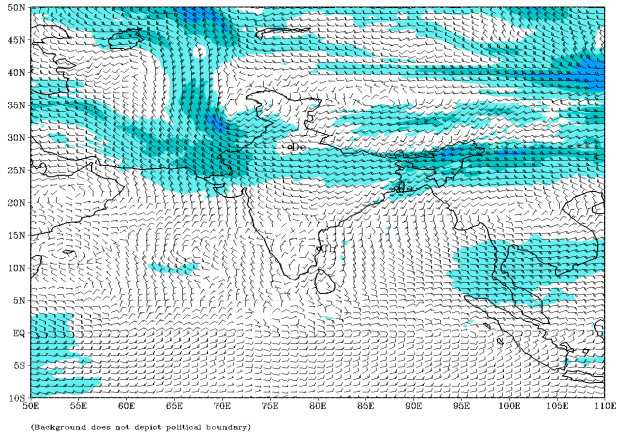 50N
45N
40N
35N
30N
De
25N
20N
15N
10N
5N
EQ
5S
10S
50E 55E 60E 65E 70E 75E 80E 85E 90E 95E 100E 105E 110E
(Background does not depict political boundary)